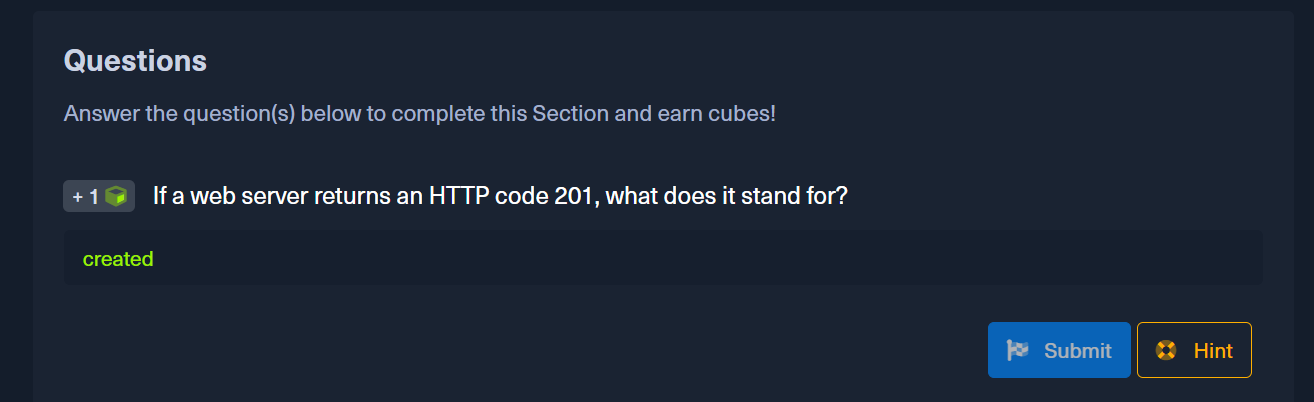 Questions
Answer the question(s) below to complete this Section and earn cubes!
+ 1 If a web server returns an HTTP code 201, what does it stand for?
created
Submit Hint